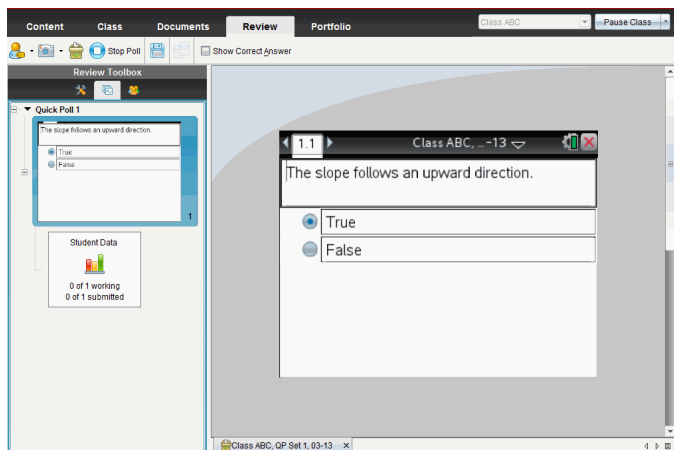 Content Class Documents Review Portfolio Class ABC Pause Class
Stop Poll Show Correct Answer
Review Toolbox
Quick Poll 1
The slope follows an upward direction.
True
False
1
Student Data
0 of 1 working
0 of 1 submitted
1.1 Class ABC, _-13
The slope follows an upward direction.
True
False
Class ABC, QP Set 1, 03-13